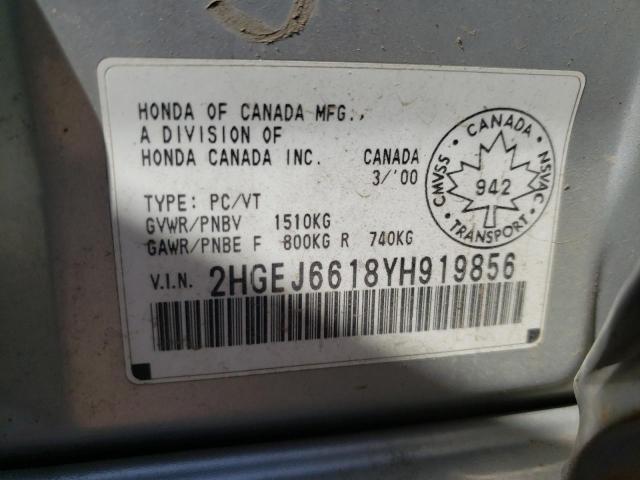 HONDA OF CANADA MFG.,
A DIVISION OF
HONDA CANADA INC. CANADA
3/'00
TYPE: PC/VT
GVWR/PNBV 1510KG
GAWR/PNBE F 800KG R 740KG
V.I.N. 2HGEJ6618YH919856
CANADA
CMVSS
NSVAC
942
TRANSPORT